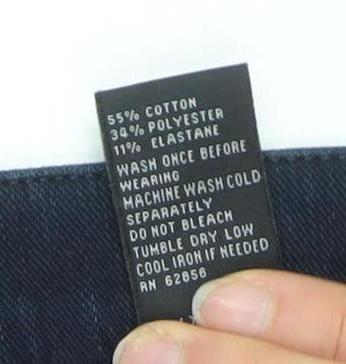 55% COTTON
34% POLYESTER
11% ELASTANE
WASH ONCE BEFORE
WEARING
MACHINE WASH COLD
SEPARATELY
DO NOT BLEACH
TUMBLE DRY LOW
COOL IRON IF NEEDED
RN 62856